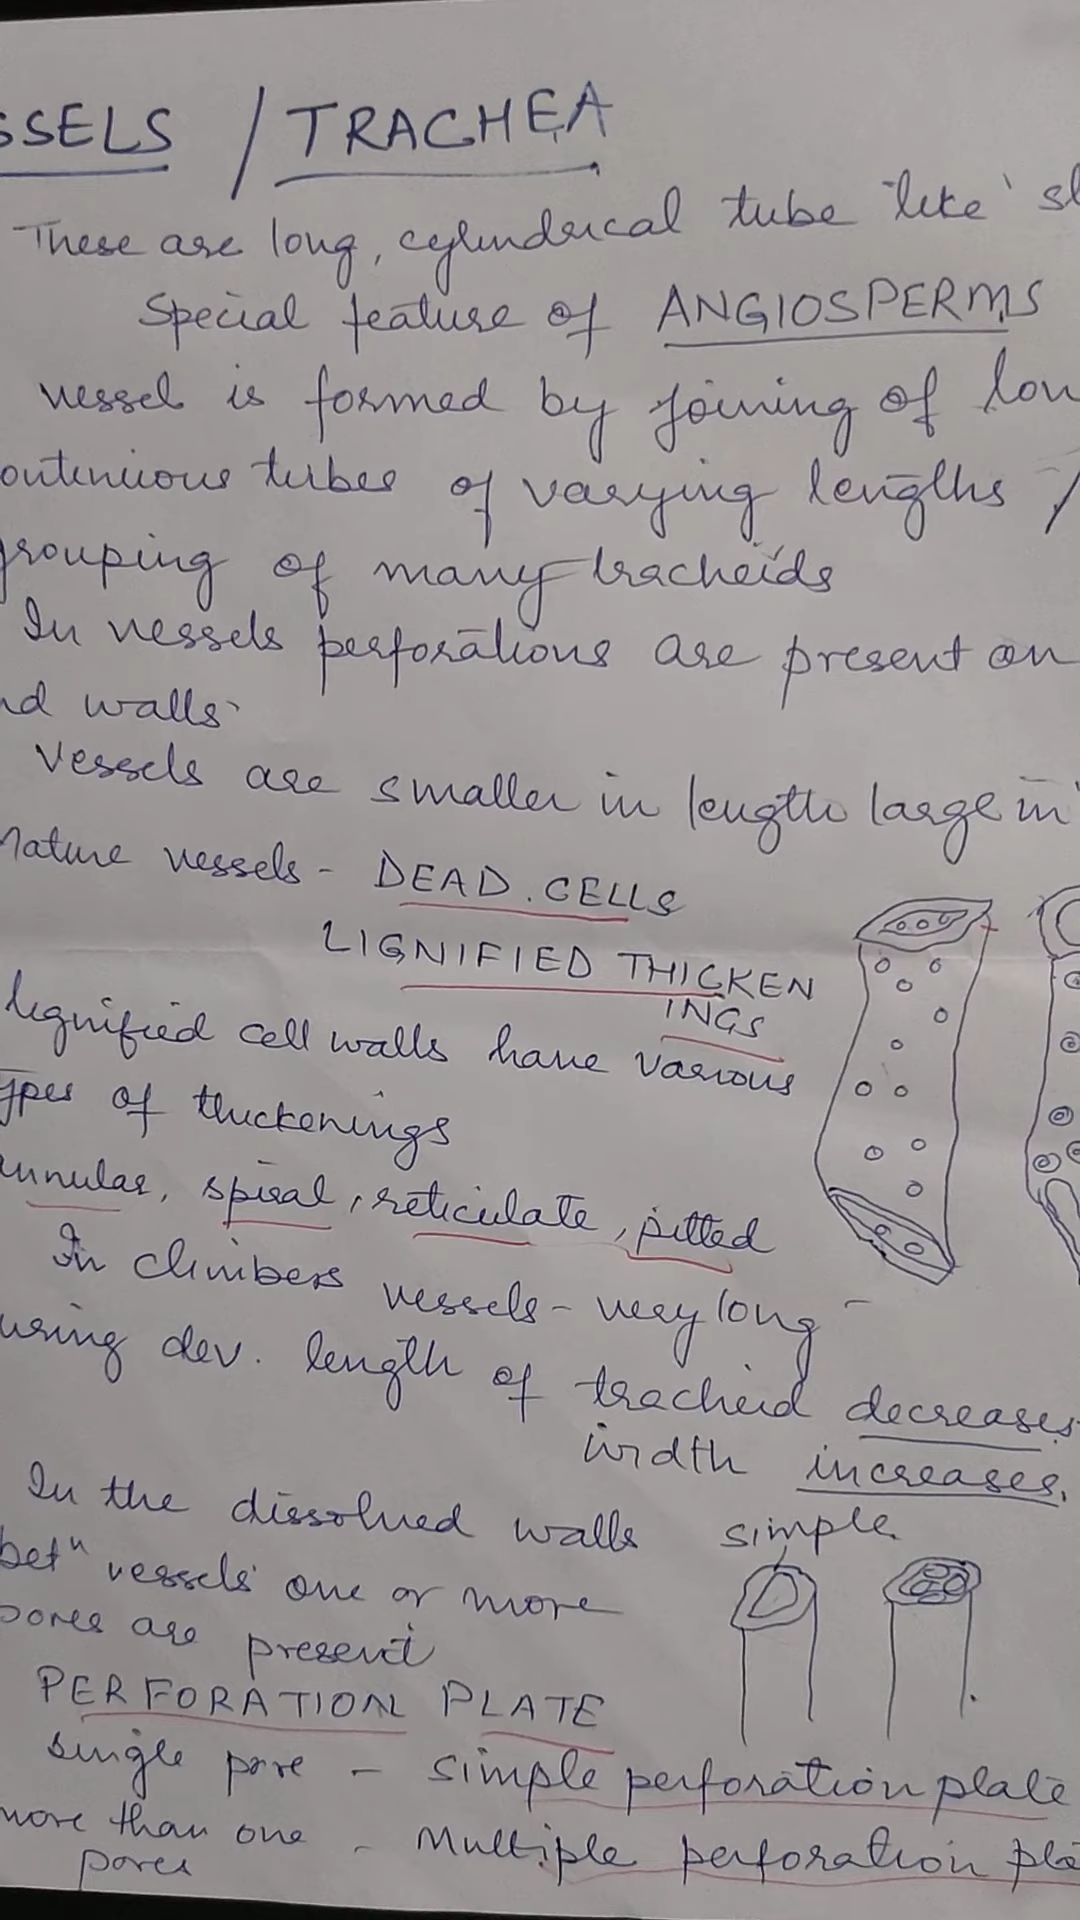 SSELS / TRACHEA
These are long, cylindrical tube 'like'
Special feature of ANGIOSPERMS
vessel is formed by joining of lon
ontinuous tubes of varying lengths /
grouping of many tracheids
In vessels perforations are present on
nd walls
Vessels are smaller in length large in
Mature vessels - DEAD CELLS
LIGNIFIED THICKEN
INGS
lignified cell walls have various
ypes of thickenings
annular, spiral, reticulate, pitted
In climbers vessels - very long -
uring dev. length of tracheid decreases
width increases.
In the dissolved walls simple
betn vessels one or more
pores are present
PERFORATION PLATE
single pore - simple perforation plate
more than one - Multiple perforation pla
pores